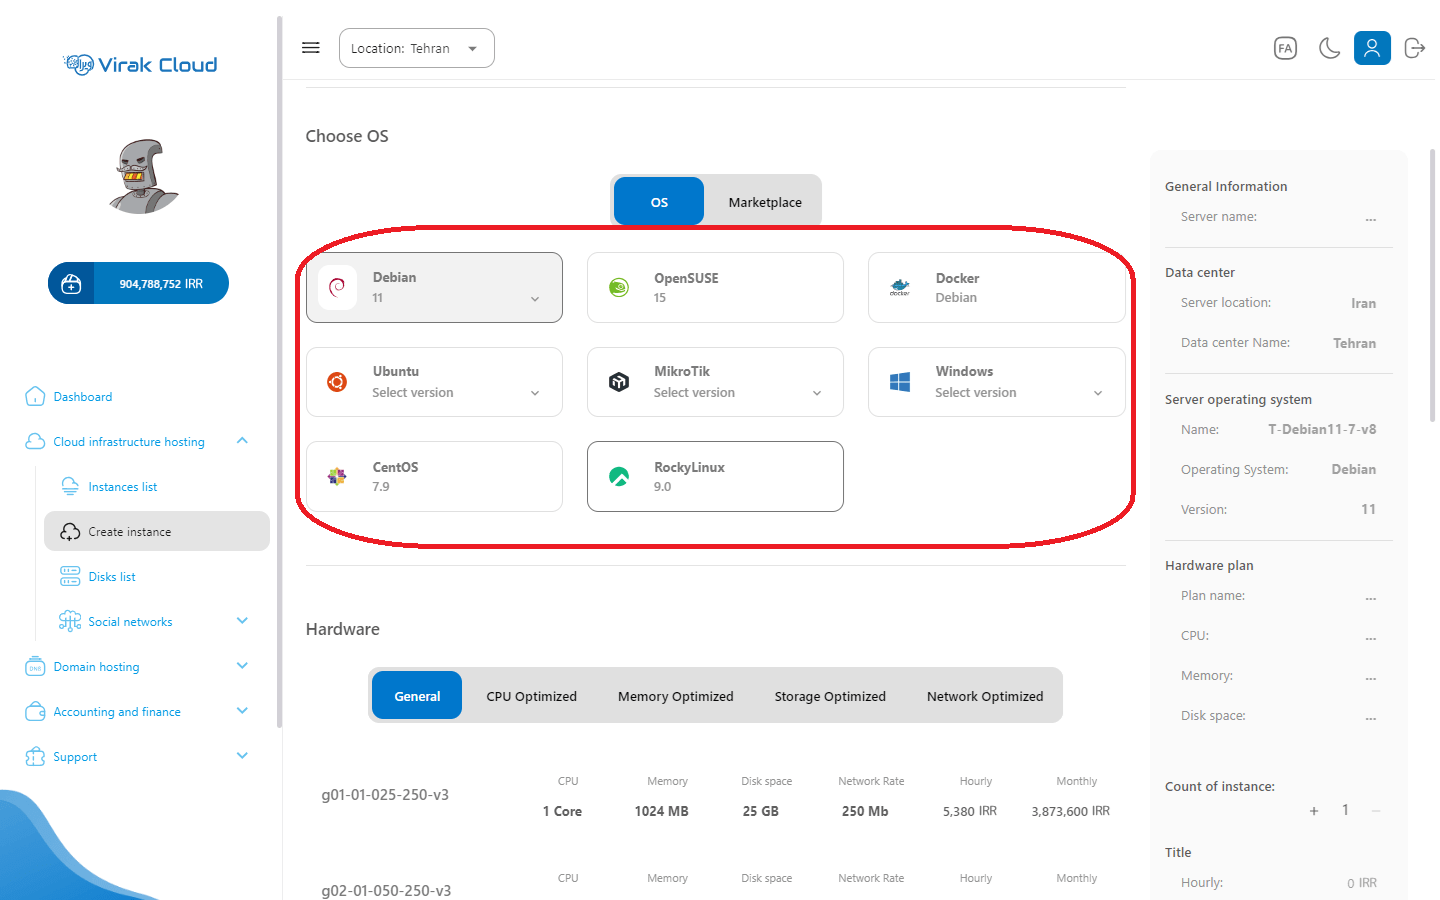 Virak Cloud
904,788,752 IRR
Dashboard
Cloud infrastructure hosting
Instances list
Create instance
Disks list
Social networks
DNS
Domain hosting
Accounting and finance
Support
Location: Tehran
FA
Choose OS
OS
Marketplace
Debian
11
OpenSUSE
15
docker
Docker
Debian
Ubuntu
Select version
MikroTik
Select version
Windows
Select version
CentOS
7.9
RockyLinux
9.0
Hardware
General
CPU Optimized
Memory Optimized
Storage Optimized
Network Optimized
CPU Memory Disk space Network Rate Hourly Monthly
g01-01-025-250-v3 1 Core 1024 MB 25 GB 250 Mb 5,380 IRR 3,873,600 IRR
CPU Memory Disk space Network Rate Hourly Monthly
g02-01-050-250-v3
General Information
Server name: ...
Data center
Server location: Iran
Data center Name: Tehran
Server operating system
Name: T-Debian11-7-v8
Operating System: Debian
Version: 11
Hardware plan
Plan name: ...
CPU: ...
Memory: ...
Disk space: ...
Count of instance:
+ 1 −
Title
Hourly: 0 IRR